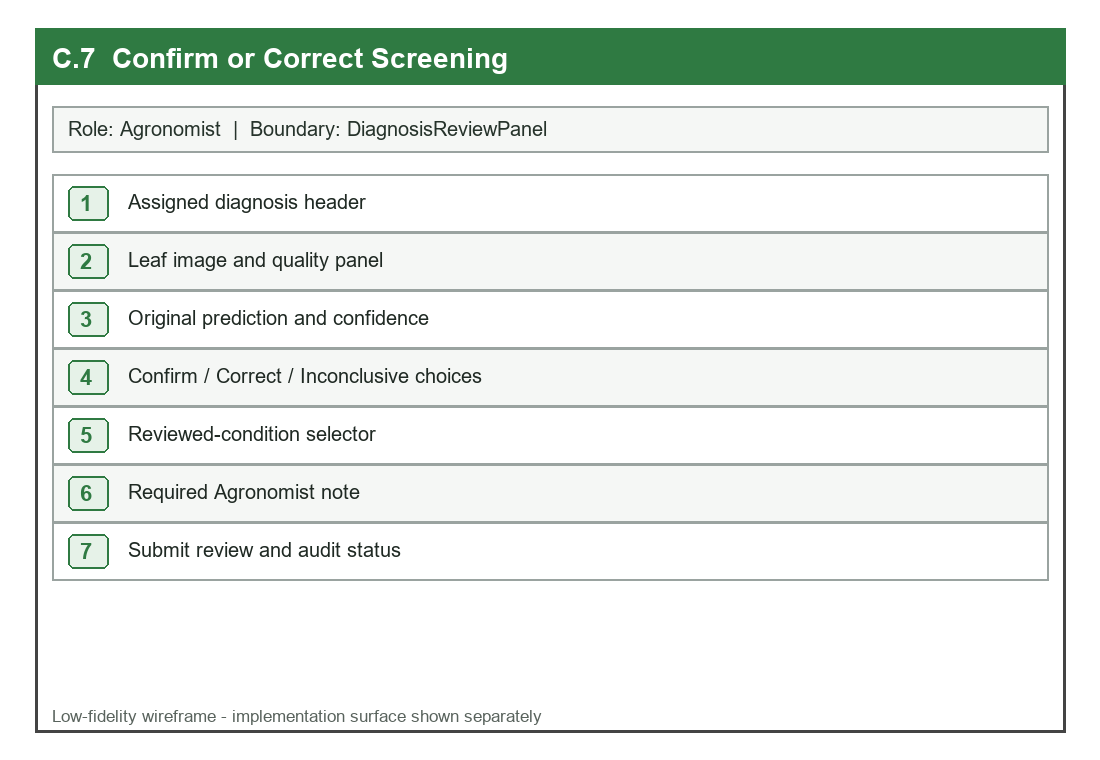 C.7 Confirm or Correct Screening
Role: Agronomist | Boundary: DiagnosisReviewPanel
1 Assigned diagnosis header
2 Leaf image and quality panel
3 Original prediction and confidence
4 Confirm / Correct / Inconclusive choices
5 Reviewed-condition selector
6 Required Agronomist note
7 Submit review and audit status
Low-fidelity wireframe - implementation surface shown separately